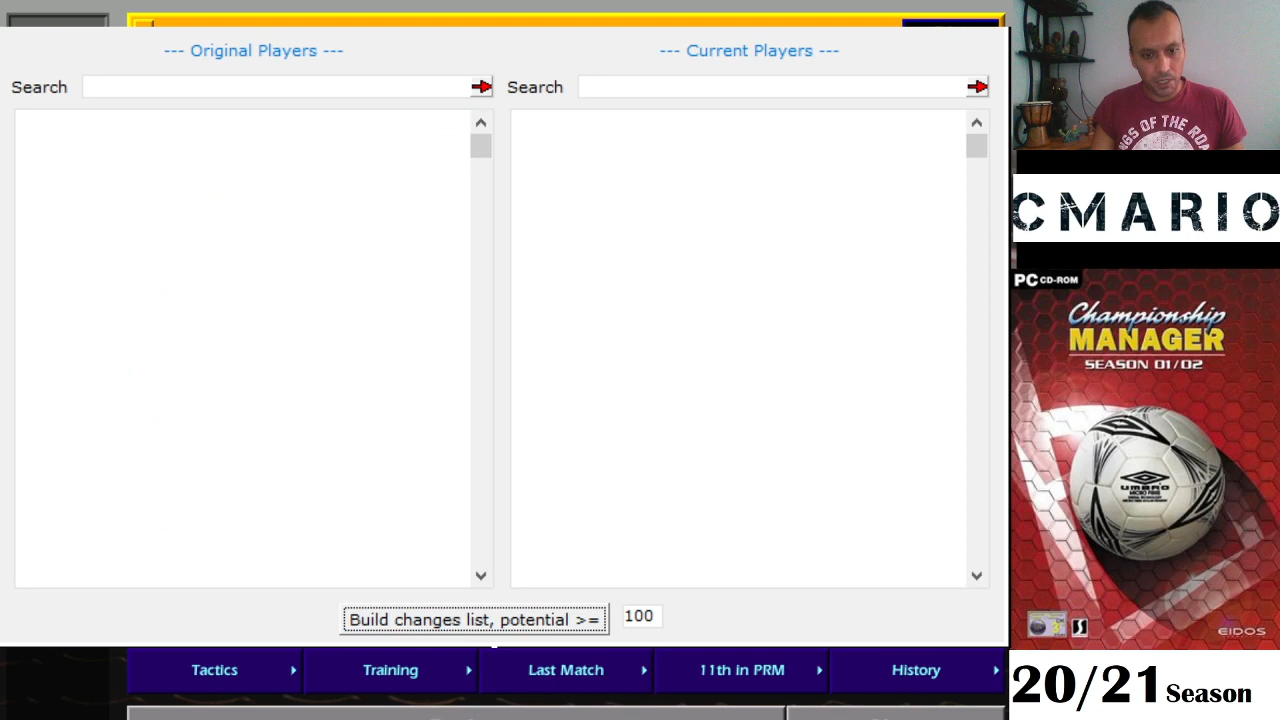 --- Original Players ---
--- Current Players ---
Search
Search
Build changes list, potential >=
100
Tactics
Training
Last Match
11th in PRM
History
CMARIO
PC CD-ROM
Championship
MANAGER
SEASON 01/02
UMBRO
EIDOS
20/21 Season